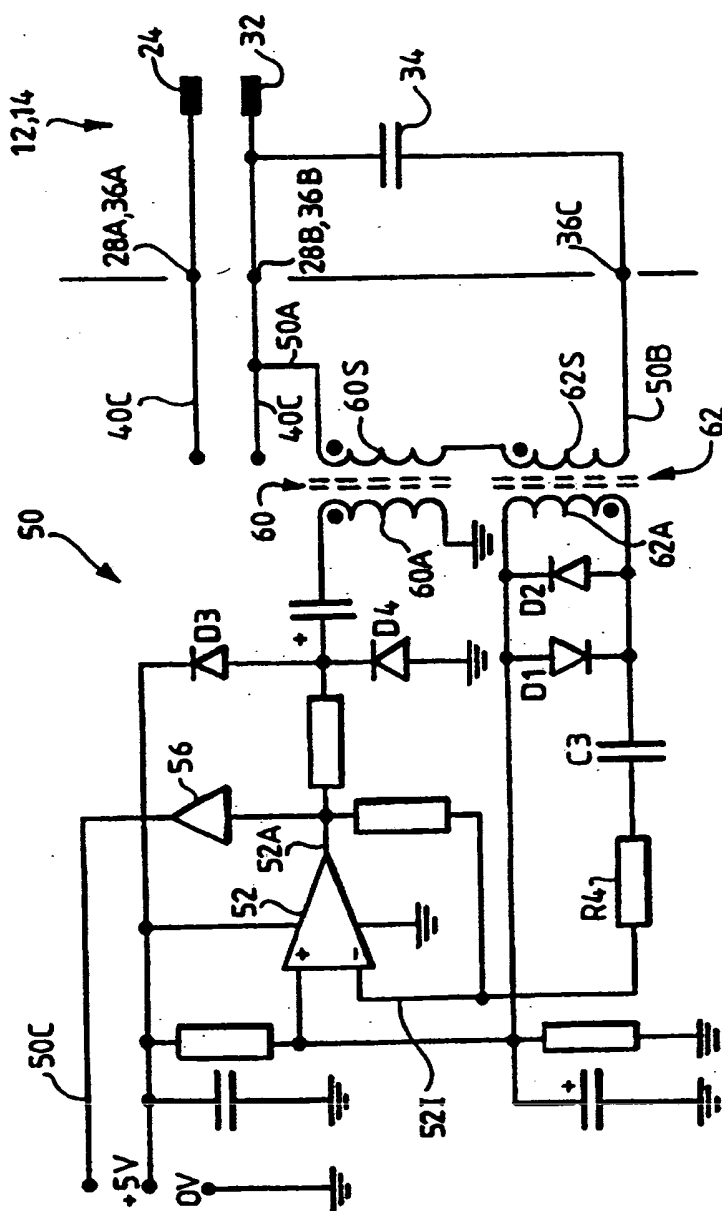 50
12,14
24
32
34
28A,36A
28B,36B
36C
40C
40C
50A
60S
62S
50B
60
62
60A
62A
D3
D4
D2
D1
C3
R4
56
52A
52
+
+
-
52I
+
50C
+5V
0V